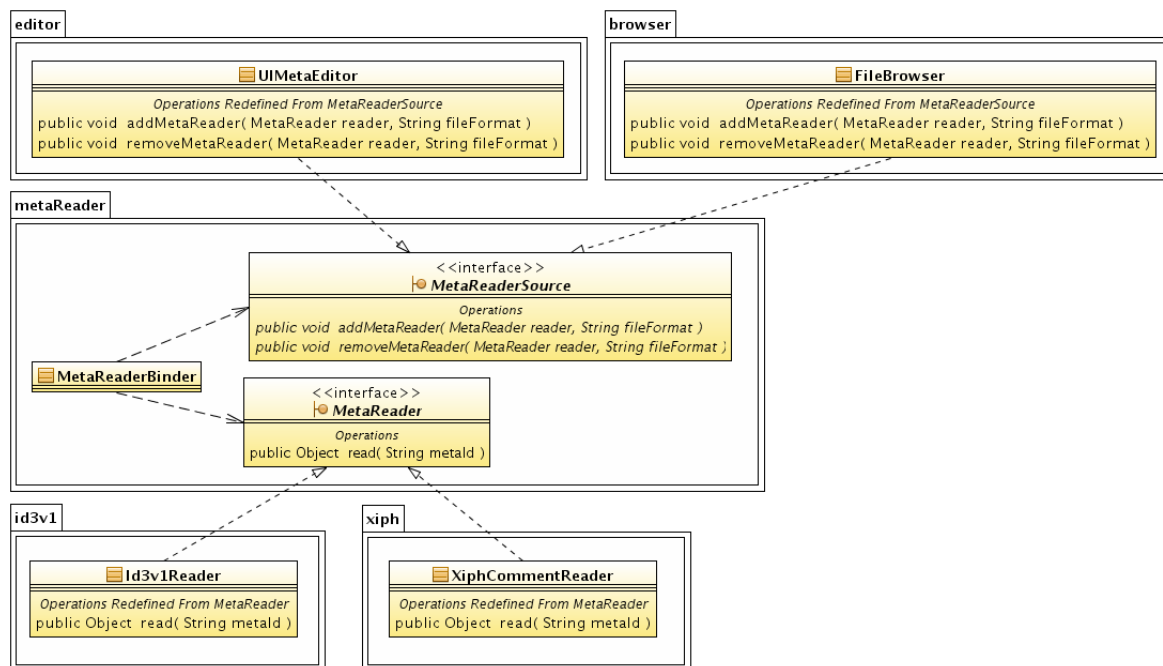 editor
UIMetaEditor
Operations Redefined From MetaReaderSource
public void addMetaReader( MetaReader reader, String fileFormat )
public void removeMetaReader( MetaReader reader, String fileFormat )
browser
FileBrowser
Operations Redefined From MetaReaderSource
public void addMetaReader( MetaReader reader, String fileFormat )
public void removeMetaReader( MetaReader reader, String fileFormat )
metaReader
<<interface>>
MetaReaderSource
Operations
public void addMetaReader( MetaReader reader, String fileFormat )
public void removeMetaReader( MetaReader reader, String fileFormat )
MetaReaderBinder
<<interface>>
MetaReader
Operations
public Object read( String metaId )
id3v1
Id3v1Reader
Operations Redefined From MetaReader
public Object read( String metaId )
xiph
XiphCommentReader
Operations Redefined From MetaReader
public Object read( String metaId )